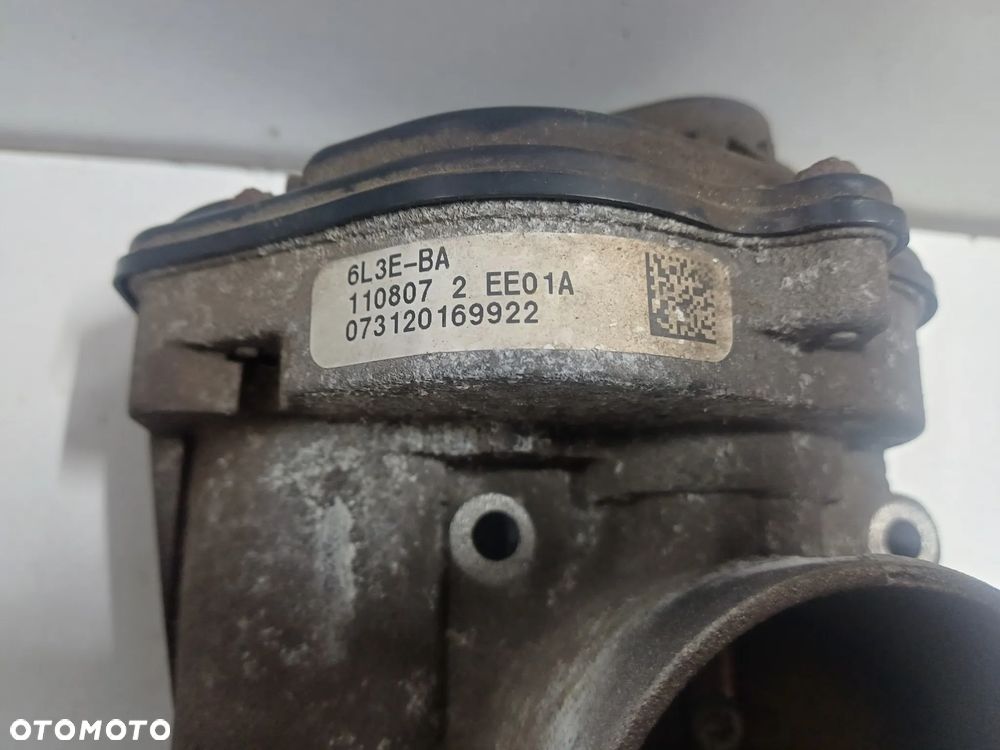 6L3E-BA
110807 2 EE01A
073120169922
OTOMOTO